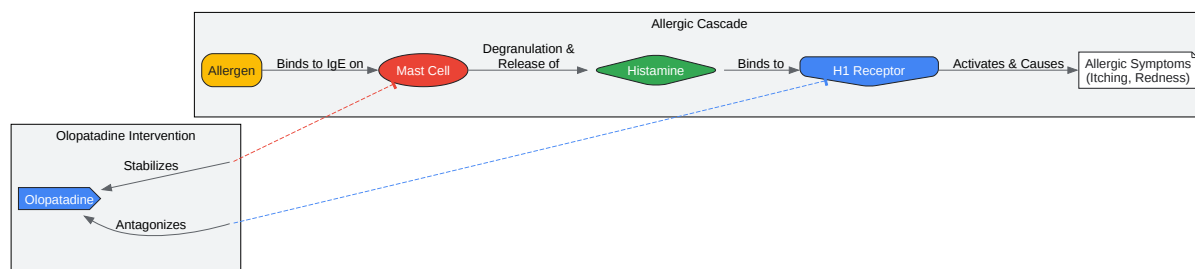 Allergic Cascade
Allergen
Binds to IgE on
Mast Cell
Degranulation &
Release of
Histamine
Binds to
H1 Receptor
Activates & Causes
Allergic Symptoms
(Itching, Redness)
Olopatadine Intervention
Stabilizes
Olopatadine
Antagonizes